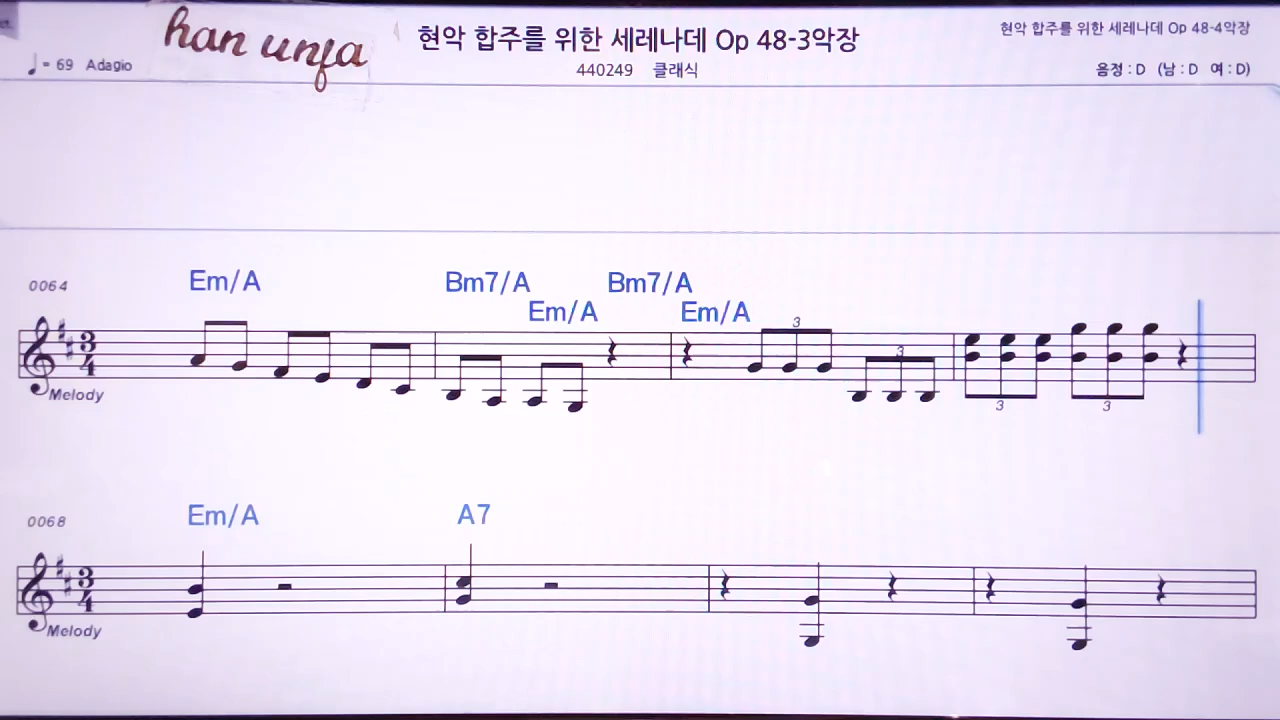 han unfa
현악 합주를 위한 세레나데 Op 48-3악장
현악 합주를 위한 세레나데 Op 48-4악장
♩ = 69 Adagio
440249 클래식
음정 : D (남 : D 여 : D)
0064
Em/A Bm7/A Bm7/A
Em/A Em/A
3 3
3
4
Melody
3 3
0068
Em/A A7
3
4
Melody